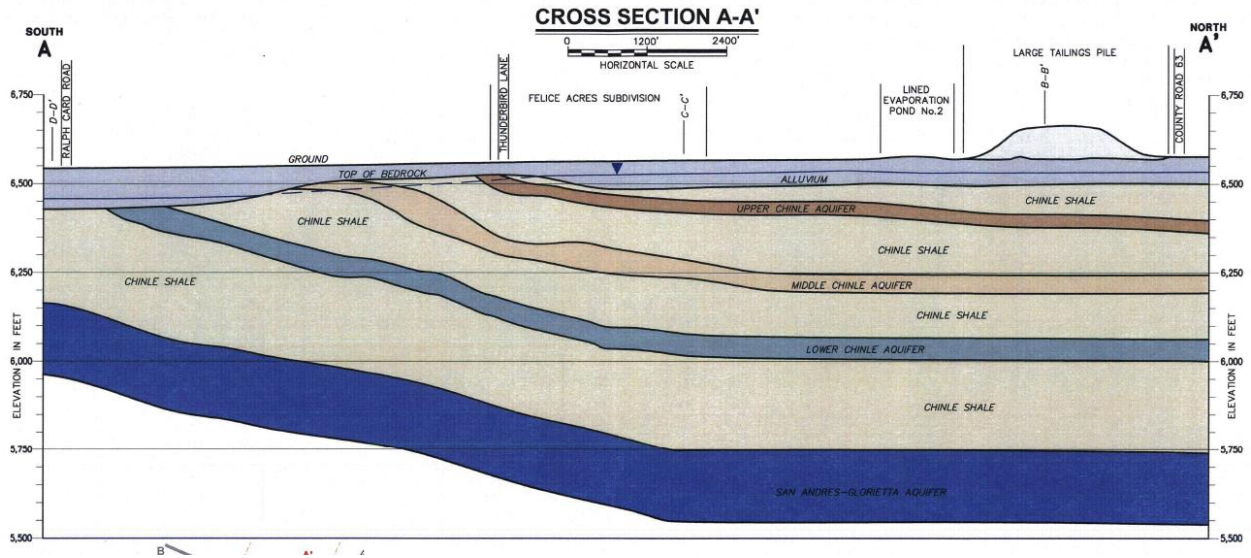 CROSS SECTION A-A'
SOUTH
A
NORTH
A'
0 1200' 2400'
HORIZONTAL SCALE
D-D'
RALPH CARD ROAD
THUNDERBIRD LANE
FELICE ACRES SUBDIVISION
C-C'
LINED
EVAPORATION
POND No.2
LARGE TAILINGS PILE
B-B'
COUNTY ROAD 63
6,750
6,750
GROUND
TOP OF BEDROCK
ALLUVIUM
6,500
6,500
CHINLE SHALE
UPPER CHINLE AQUIFER
CHINLE SHALE
CHINLE SHALE
6,250
6,250
CHINLE SHALE
MIDDLE CHINLE AQUIFER
CHINLE SHALE
LOWER CHINLE AQUIFER
6,000
6,000
ELEVATION IN FEET
ELEVATION IN FEET
CHINLE SHALE
5,750
5,750
SAN ANDRES-GLORIETTA AQUIFER
5,500
5,500
B
A'